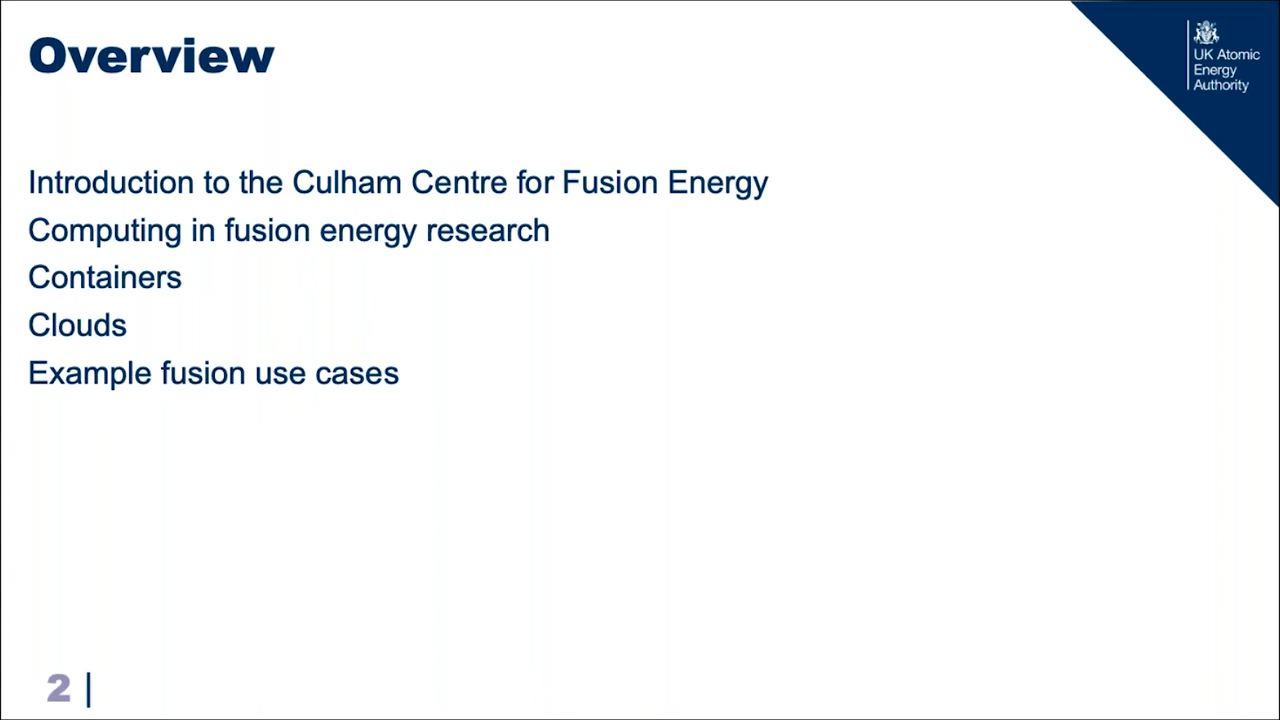 Overview
UK Atomic
Energy
Authority
Introduction to the Culham Centre for Fusion Energy
Computing in fusion energy research
Containers
Clouds
Example fusion use cases
2 |